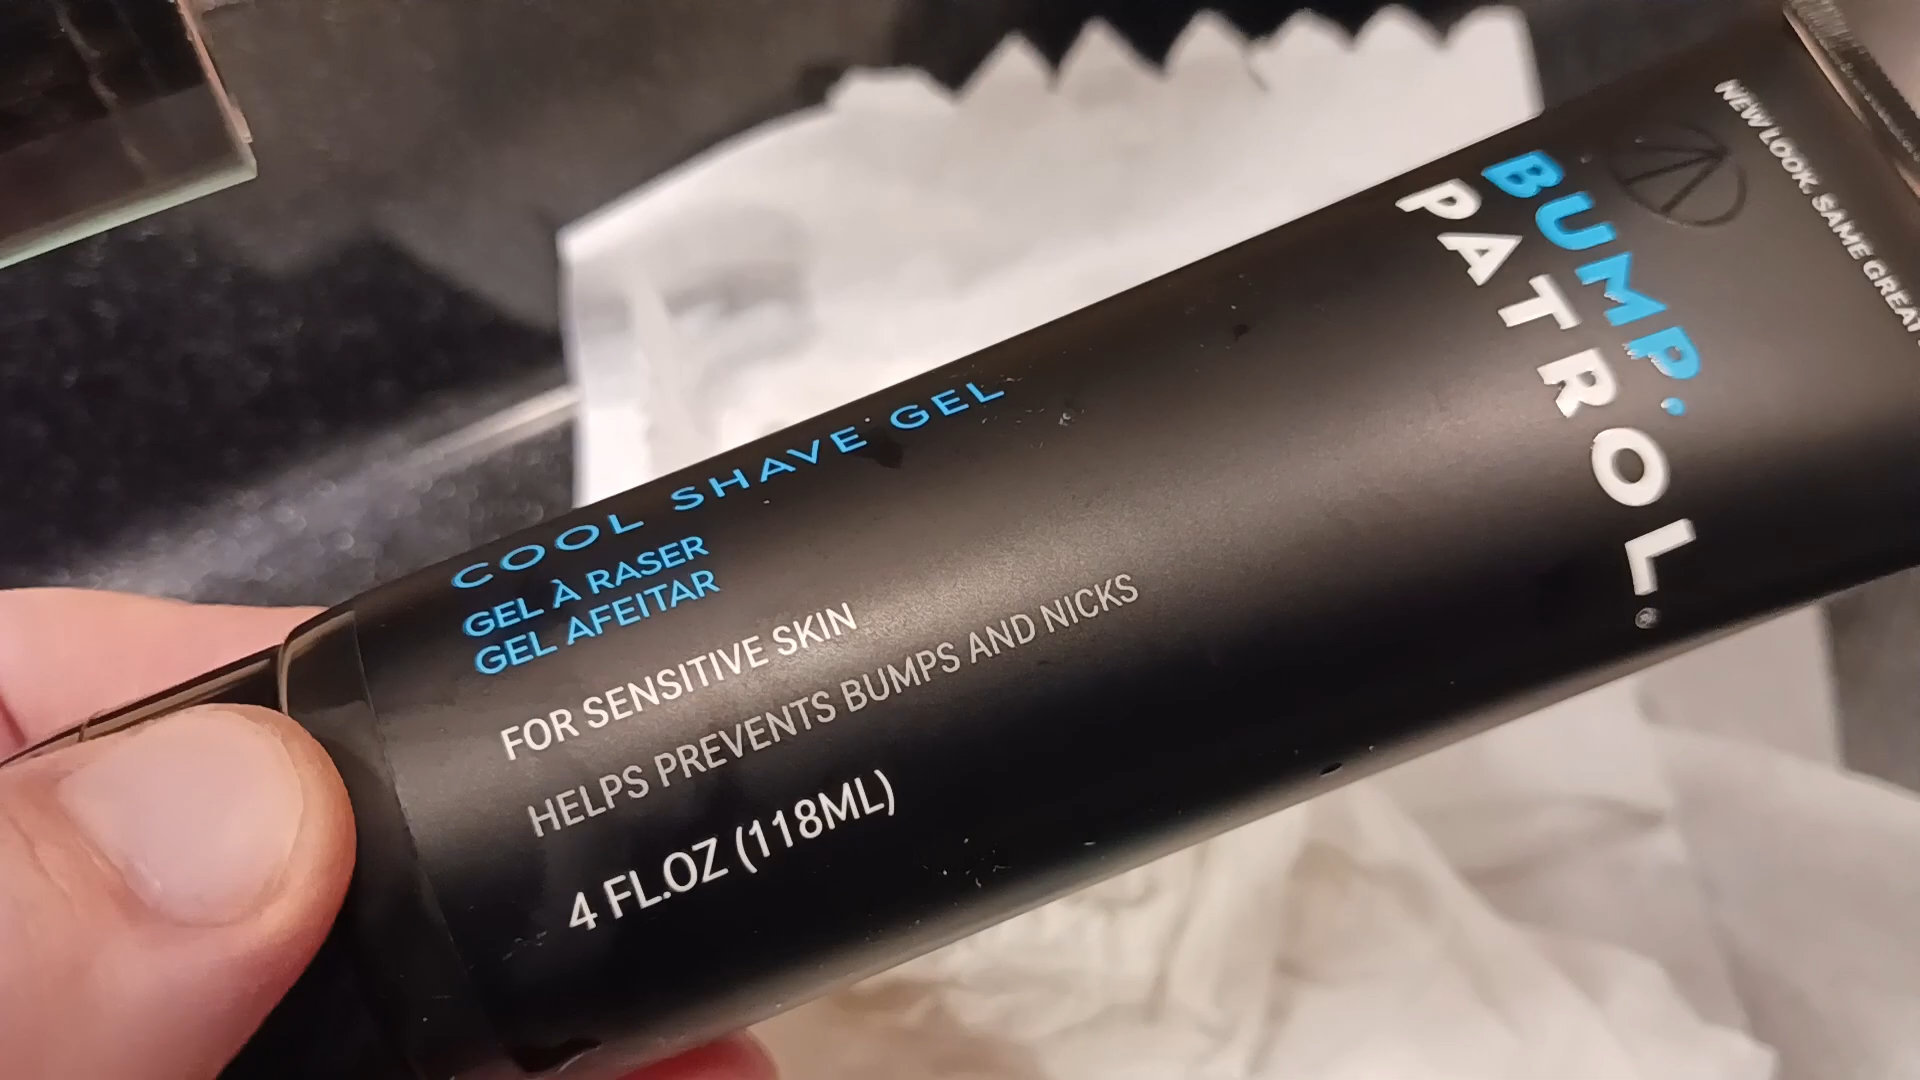 NEW LOOK. SAME GREAT
BUMP
PATROL®
COOL SHAVE GEL
GEL À RASER
GEL AFEITAR
FOR SENSITIVE SKIN
HELPS PREVENTS BUMPS AND NICKS
4 FL.OZ (118ML)